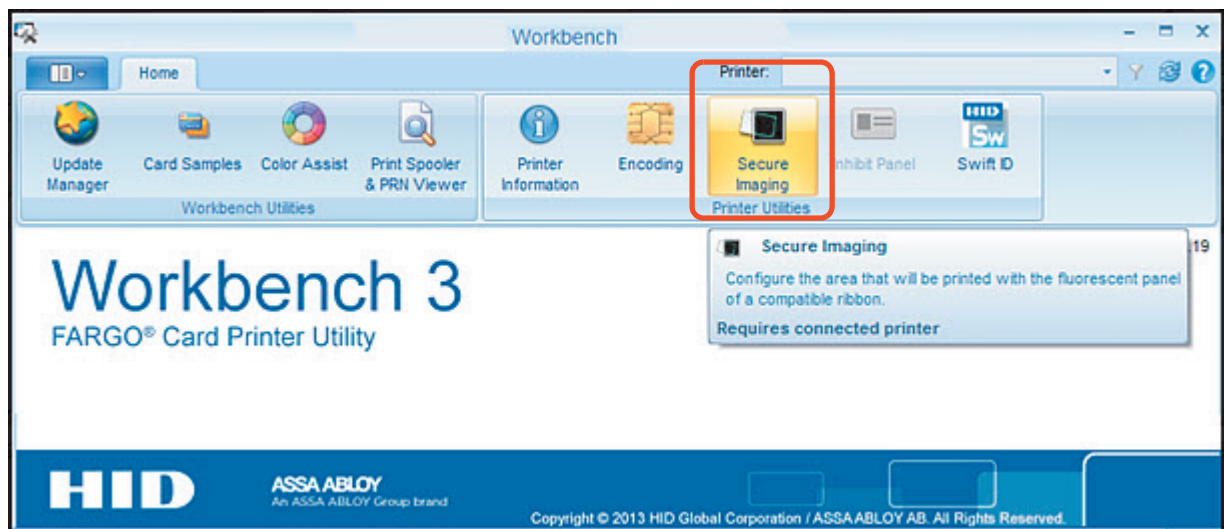 Workbench
Home
Printer:
Update Manager
Card Samples
Color Assist
Print Spooler & PRN Viewer
Printer Information
Encoding
Secure Imaging
Inhibit Panel
HID
Sw
Swift ID
Workbench Utilities
Printer Utilities
Secure Imaging
19
Configure the area that will be printed with the fluorescent panel
of a compatible ribbon.
Requires connected printer
Workbench 3
FARGO® Card Printer Utility
HID
ASSA ABLOY
An ASSA ABLOY Group brand
Copyright © 2013 HID Global Corporation / ASSA ABLOY AB. All Rights Reserved.